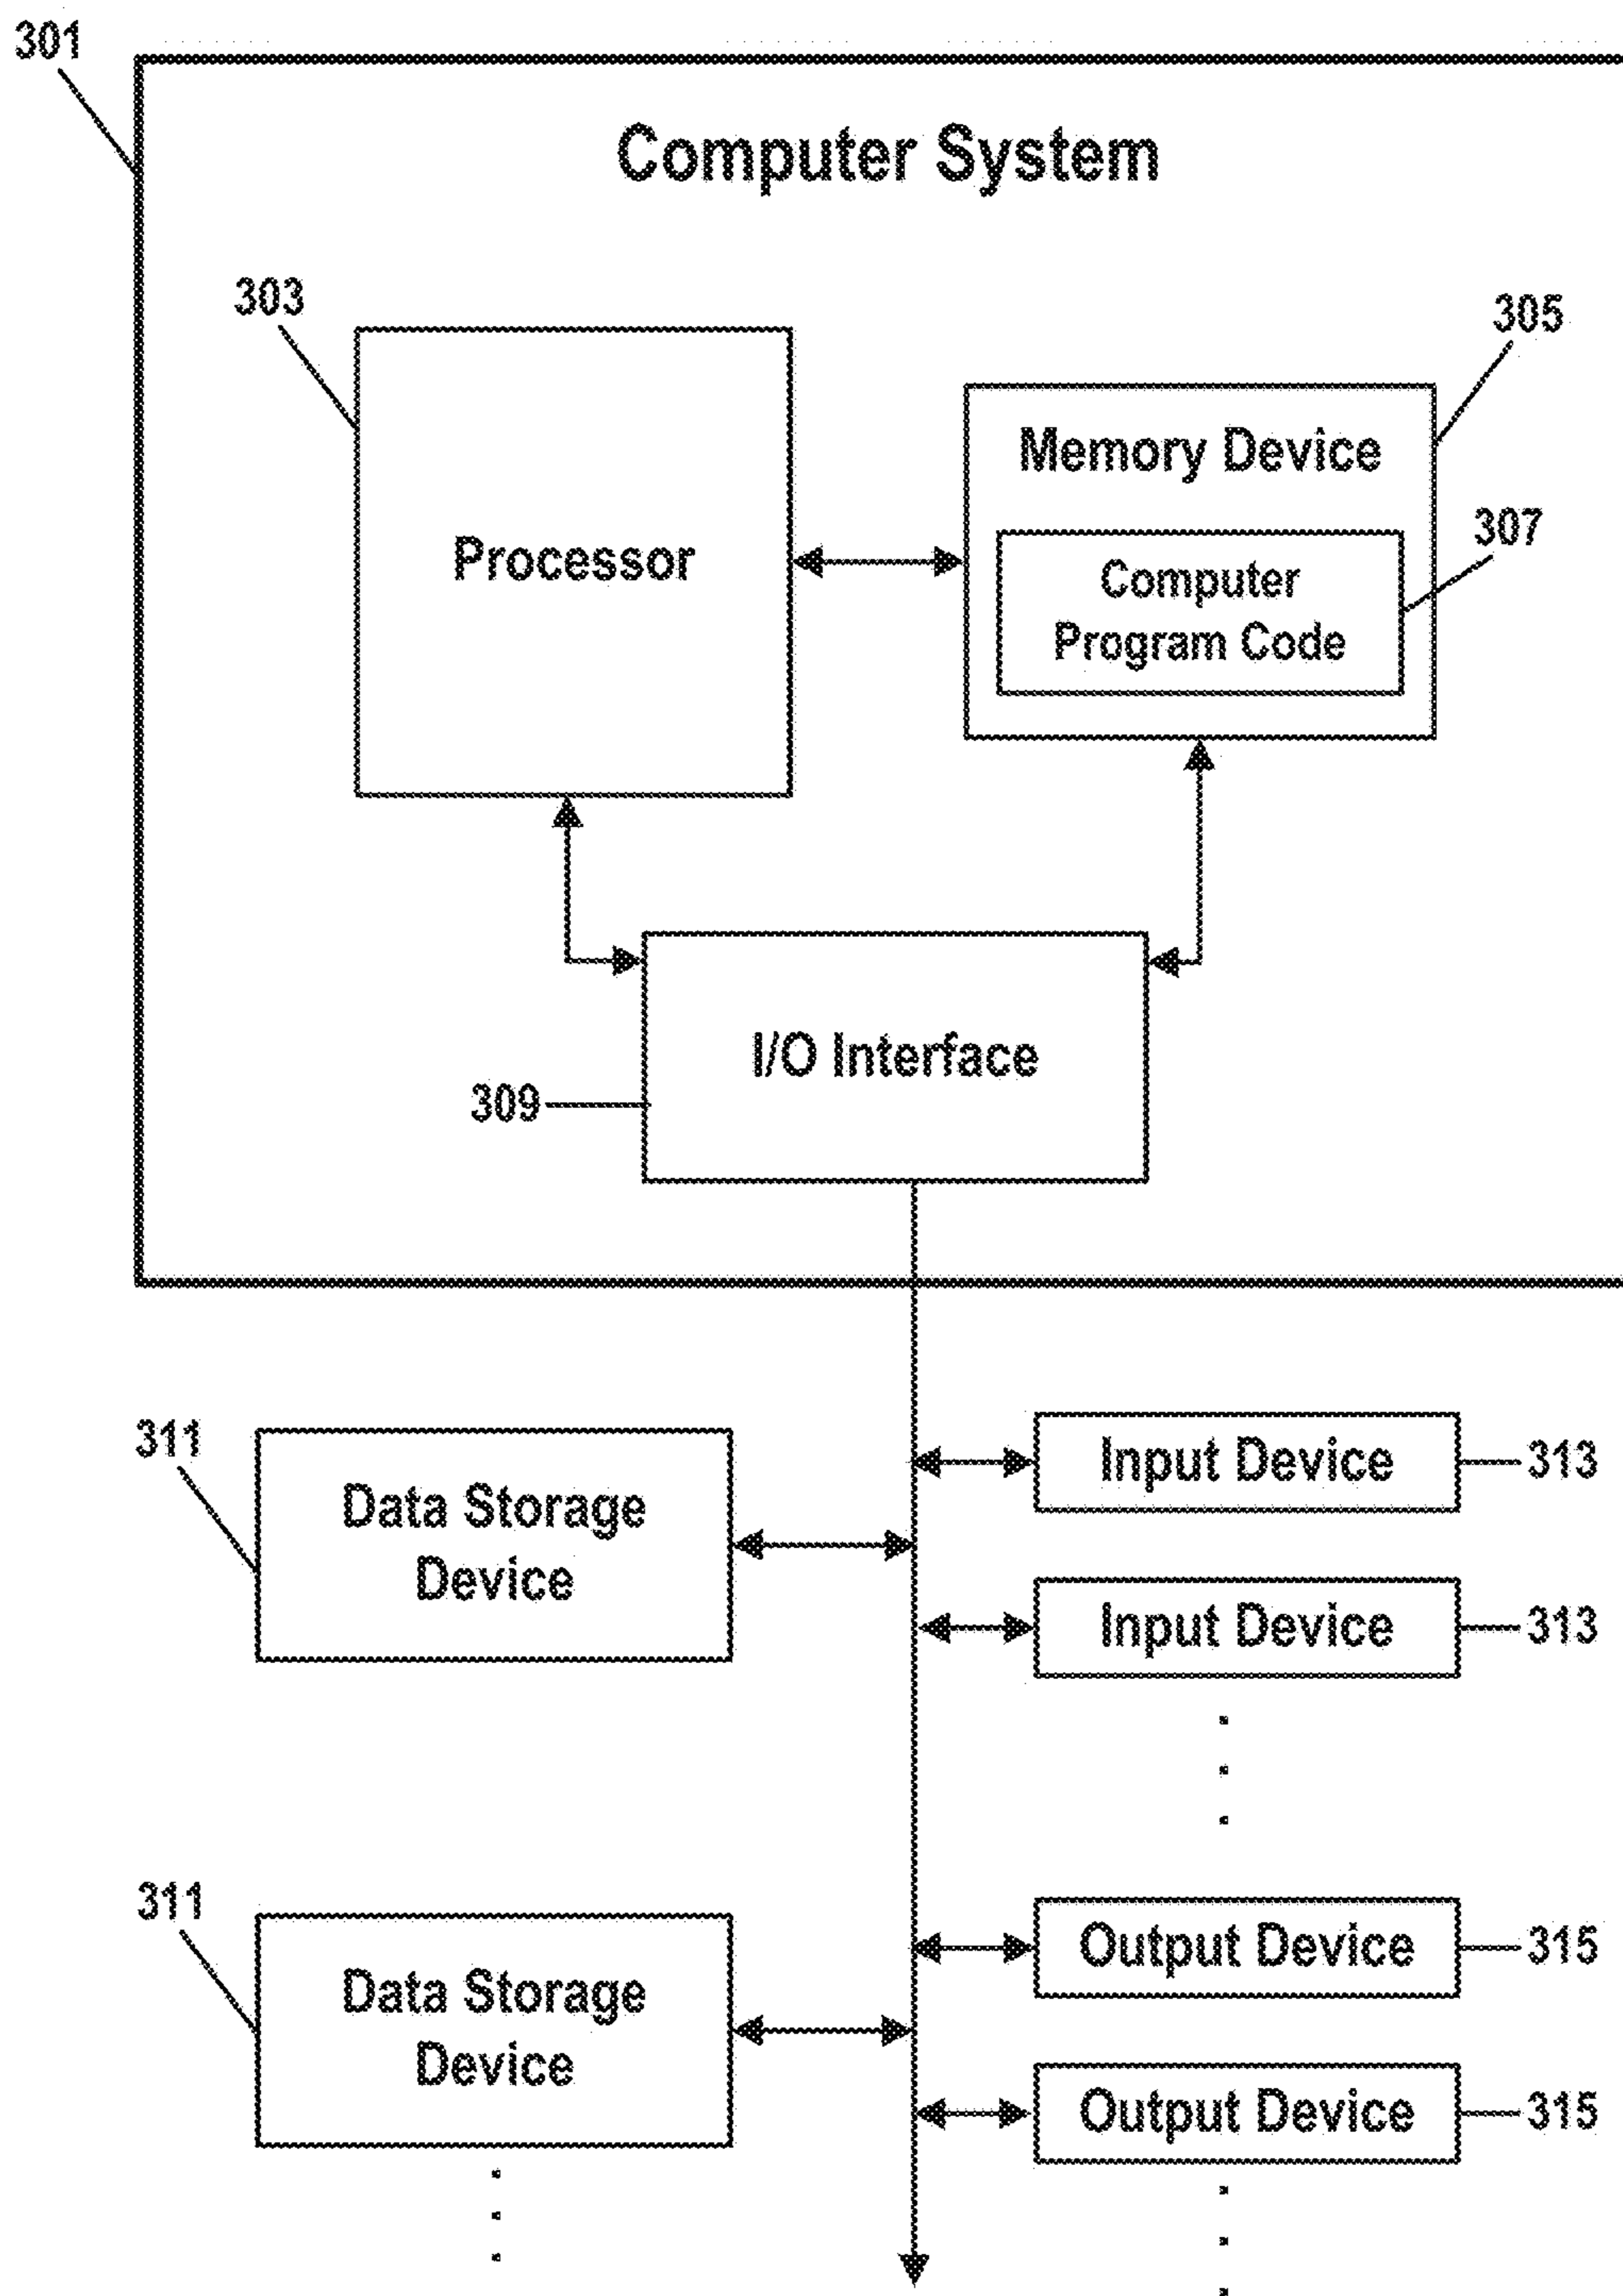 301
Computer System
303
305
Memory Device
307
Processor
Computer
Program Code
I/O Interface
309
311
Input Device
313
Data Storage
Device
Input Device
313
311
Output Device
315
Data Storage
Device
Output Device
315